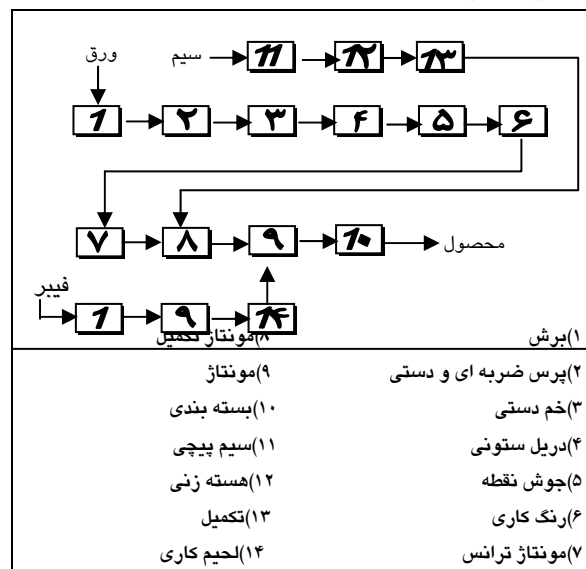 ورق سیم ۱۱ ۱۲ ۱۳
۱ ۲ ۳ ۴ ۵ ۶
۷ ۸ ۹ ۱۰ محصول
فیبر
۱ ۹ ۱۴
۱)برش ۸)مونتاژ تکمیل
۲)پرس ضربه ای و دستی ۹)مونتاژ
۳)خم دستی ۱۰)بسته بندی
۴)دریل ستونی ۱۱)سیم پیچی
۵)جوش نقطه ۱۲)هسته زنی
۶)رنگ کاری ۱۳)تکمیل
۷)مونتاژ ترانس ۱۴)لحیم کاری